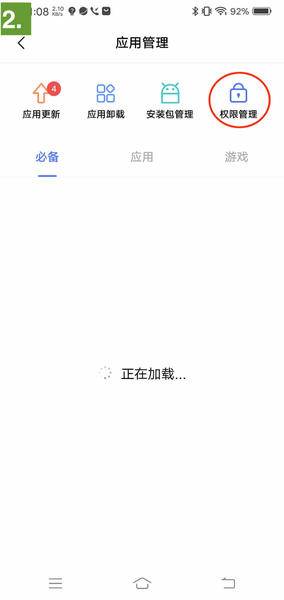 2.
:08 2.10 KB/s 92%
应用管理
4
应用更新 应用卸载 安装包管理 权限管理
必备 应用 游戏
正在加载...